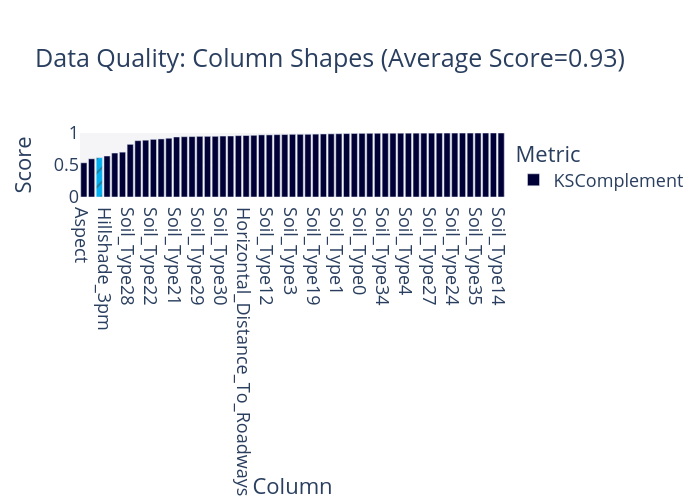 Data Quality: Column Shapes (Average Score=0.93)
Score
1
0.5
0
Metric
KSComplement
Aspect
Hillshade_3pm
Soil_Type28
Soil_Type22
Soil_Type21
Soil_Type29
Soil_Type30
Horizontal_Distance_To_Roadways
Soil_Type12
Soil_Type3
Soil_Type19
Soil_Type1
Soil_Type0
Soil_Type34
Soil_Type4
Soil_Type27
Soil_Type24
Soil_Type35
Soil_Type14
Column